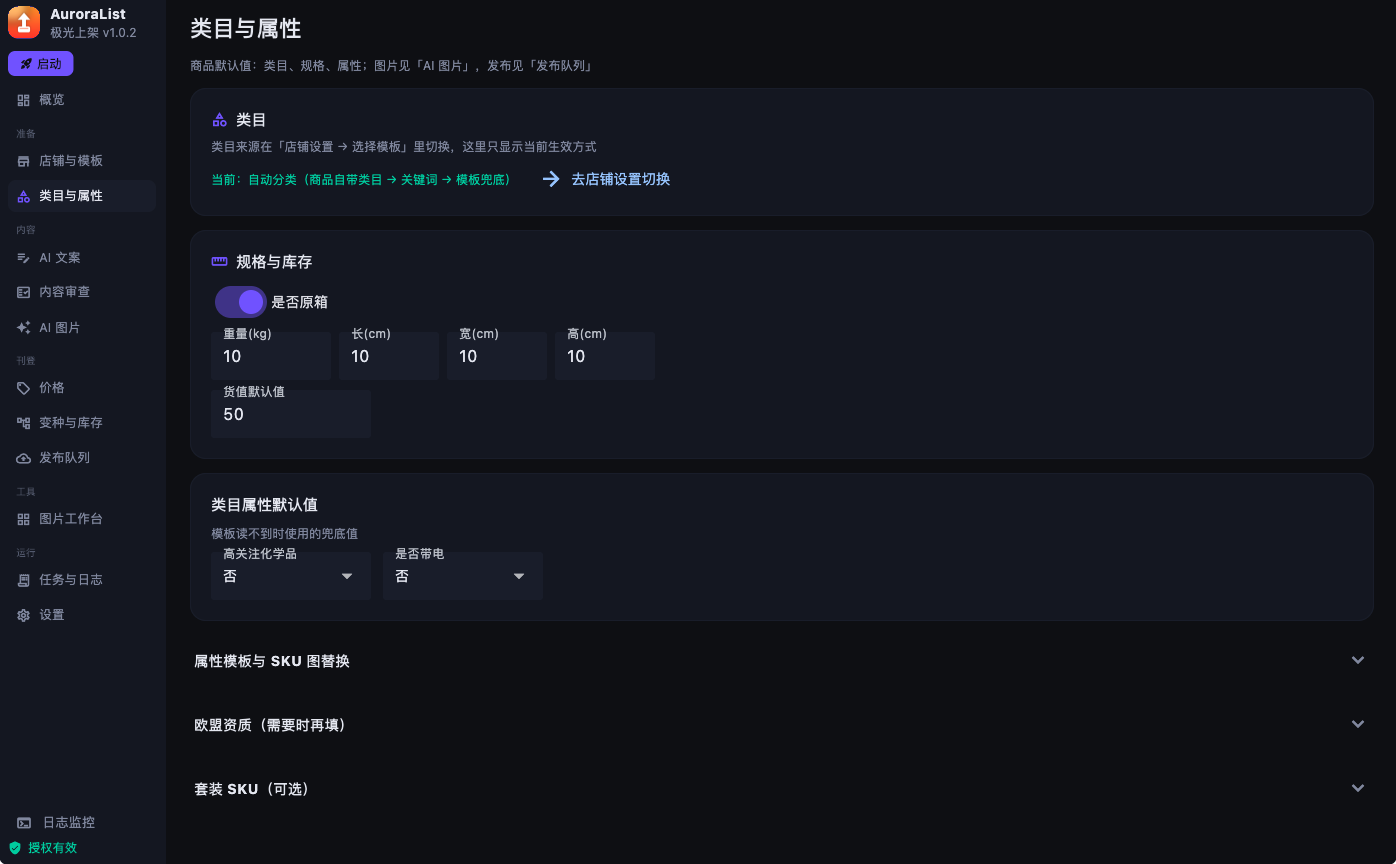 AuroraList
极光上架 v1.0.2
启动
概览
准备
店铺与模板
类目与属性
内容
AI 文案
内容审查
AI 图片
刊登
价格
变种与库存
发布队列
工具
图片工作台
运行
任务与日志
设置
日志监控
授权有效
类目与属性
商品默认值：类目、规格、属性；图片见「AI 图片」，发布见「发布队列」
类目
类目来源在「店铺设置 → 选择模板」里切换，这里只显示当前生效方式
当前：自动分类（商品自带类目 → 关键词 → 模板兜底）
去店铺设置切换
规格与库存
是否原箱
重量(kg) 长(cm) 宽(cm) 高(cm)
10 10 10 10
货值默认值
50
类目属性默认值
模板读不到时使用的兜底值
高关注化学品 是否带电
否 否
属性模板与 SKU 图替换
欧盟资质（需要时再填）
套装 SKU（可选）